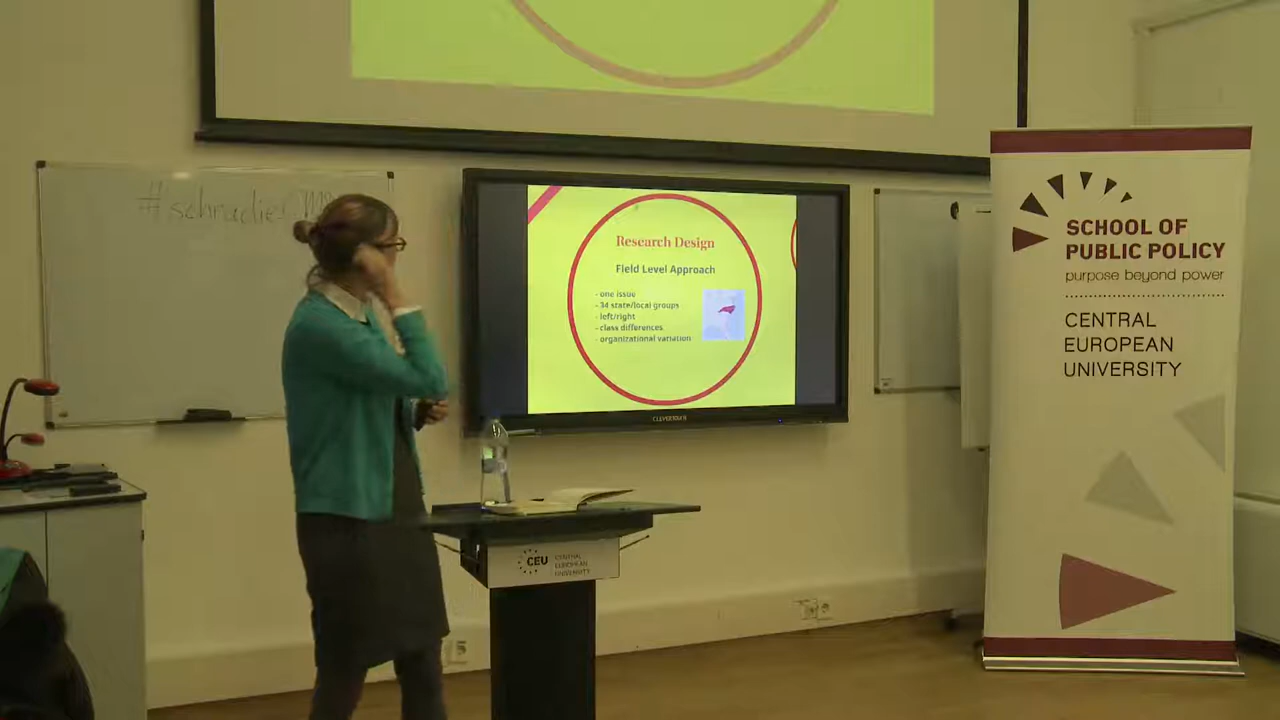 #schradie
Research Design
Field Level Approach
- one issue
- 34 state/local groups
- left/right
- class differences
- organizational variation
CLEVERTOUCH
CEU
CENTRAL
EUROPEAN
UNIVERSITY
SCHOOL OF
PUBLIC POLICY
purpose beyond power
CENTRAL
EUROPEAN
UNIVERSITY